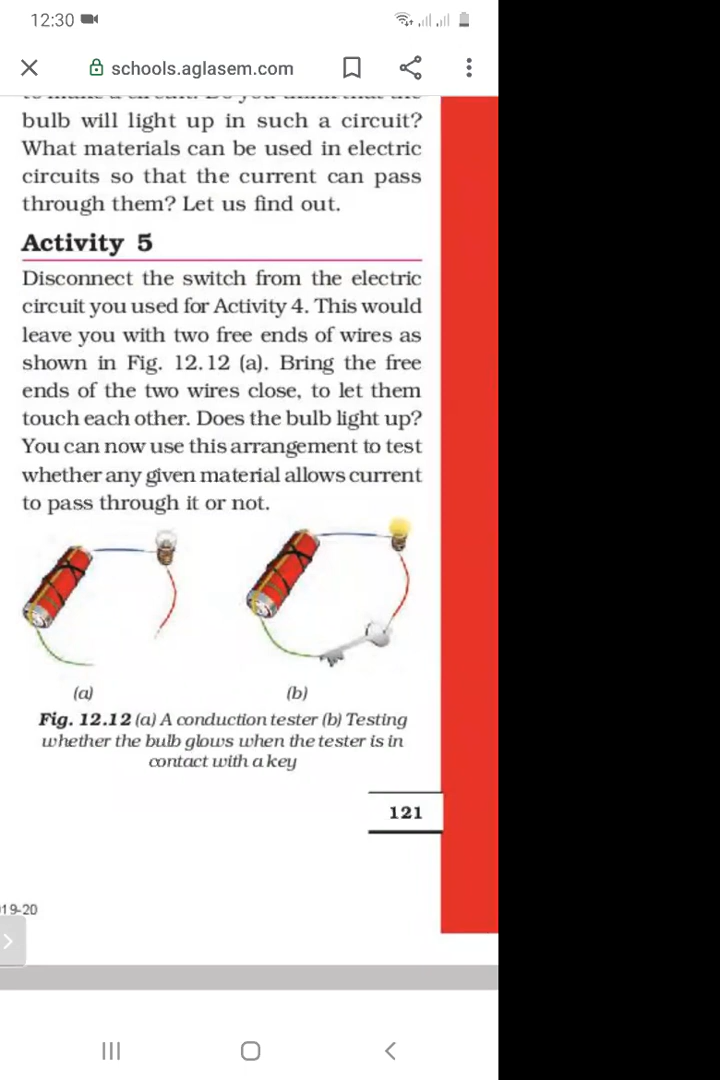 12:30
schools.aglasem.com
bulb will light up in such a circuit?
What materials can be used in electric
circuits so that the current can pass
through them? Let us find out.
Activity 5
Disconnect the switch from the electric
circuit you used for Activity 4. This would
leave you with two free ends of wires as
shown in Fig. 12.12 (a). Bring the free
ends of the two wires close, to let them
touch each other. Does the bulb light up?
You can now use this arrangement to test
whether any given material allows current
to pass through it or not.
(a) (b)
Fig. 12.12 (a) A conduction tester (b) Testing
whether the bulb glows when the tester is in
contact with a key
121
19-20